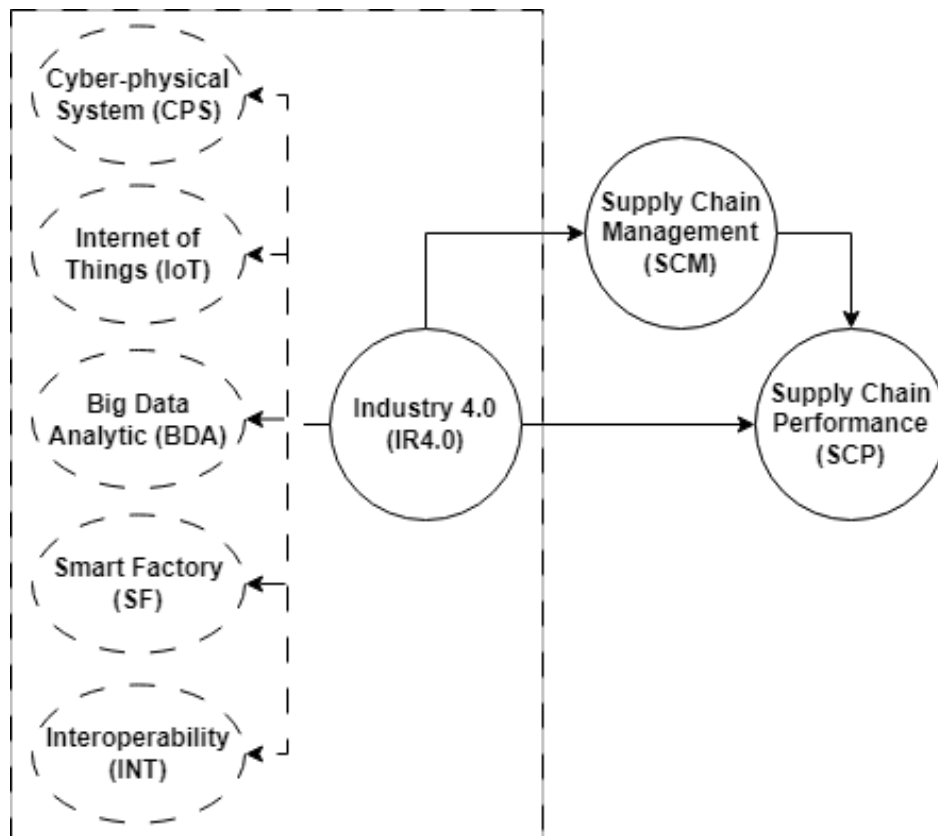 Cyber-physical
System (CPS)
Internet of
Things (IoT)
Big Data
Analytic (BDA)
Smart Factory
(SF)
Interoperability
(INT)
Industry 4.0
(IR4.0)
Supply Chain
Management
(SCM)
Supply Chain
Performance
(SCP)